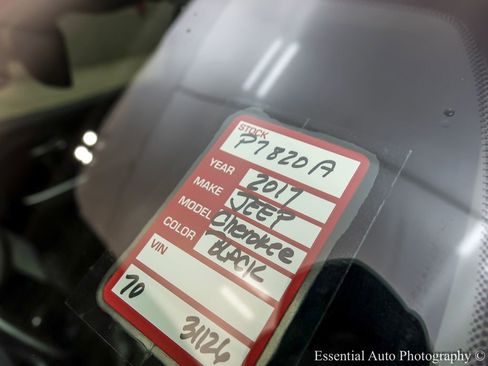 STOCK P7820A
YEAR 2017
MAKE JEEP
MODEL Cherokee
COLOR BLACK
VIN
70 31126
Essential Auto Photography ©